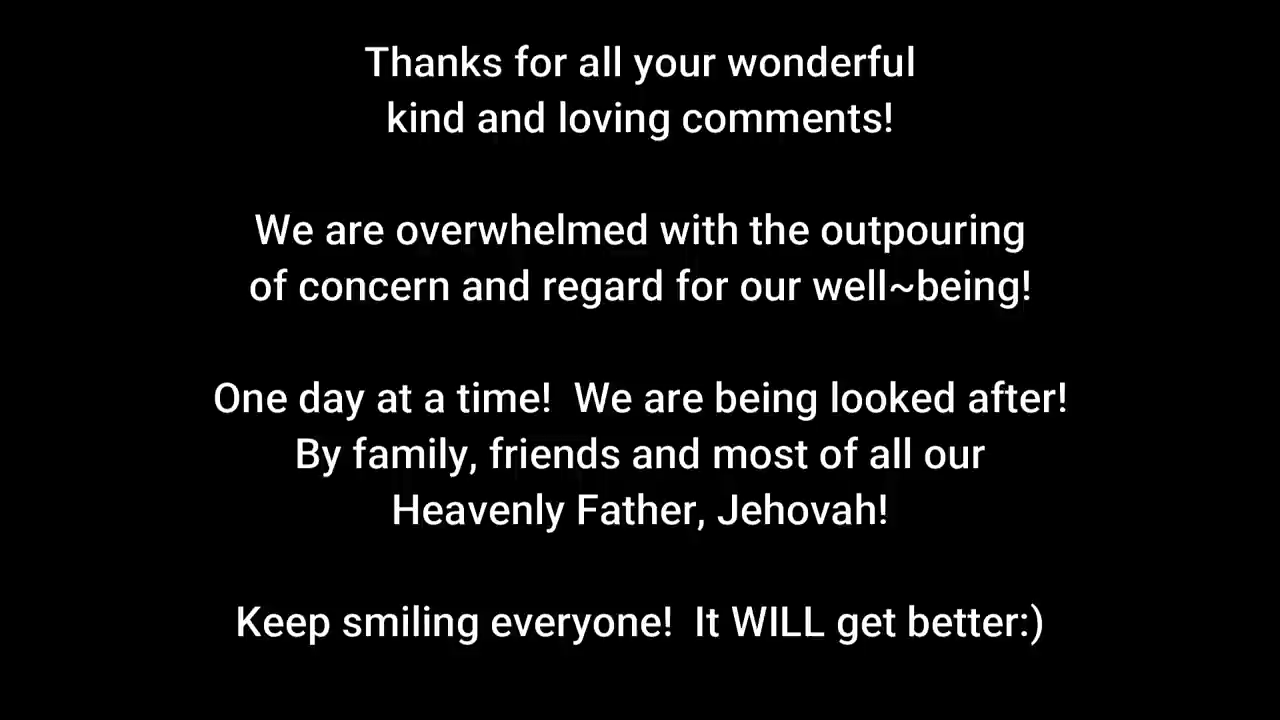 Thanks for all your wonderful
kind and loving comments!
We are overwhelmed with the outpouring
of concern and regard for our well~being!
One day at a time!  We are being looked after!
By family, friends and most of all our
Heavenly Father, Jehovah!
Keep smiling everyone!  It WILL get better:)